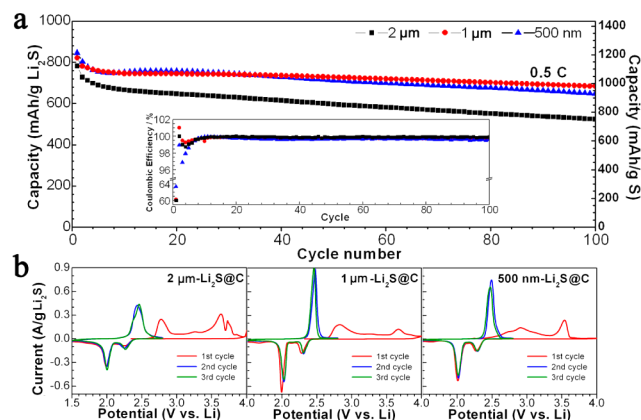 a
2 μm 1 μm 500 nm
0.5 C
Capacity (mAh/g Li2S)
1000
800
600
400
200
0
Capacity (mAh/g S)
1400
1200
1000
800
600
400
200
0
Coulombic Efficiency / %
106
104
102
100
98
96
64
60
0 20 40 60 80 100
Cycle
0 20 40 60 80 100
Cycle number
b
Current (A/gLi2S)
0.9
0.6
0.3
0.0
-0.3
-0.6
2 μm-Li2S@C
1st cycle
2nd cycle
3rd cycle
1.5 2.0 2.5 3.0 3.5 4.0
Potential (V vs. Li)
1 μm-Li2S@C
1st cycle
2nd cycle
3rd cycle
2.0 2.5 3.0 3.5 4.0
Potential (V vs. Li)
500 nm-Li2S@C
1st cycle
2nd cycle
3rd cycle
2.0 2.5 3.0 3.5 4.0
Potential (V vs. Li)